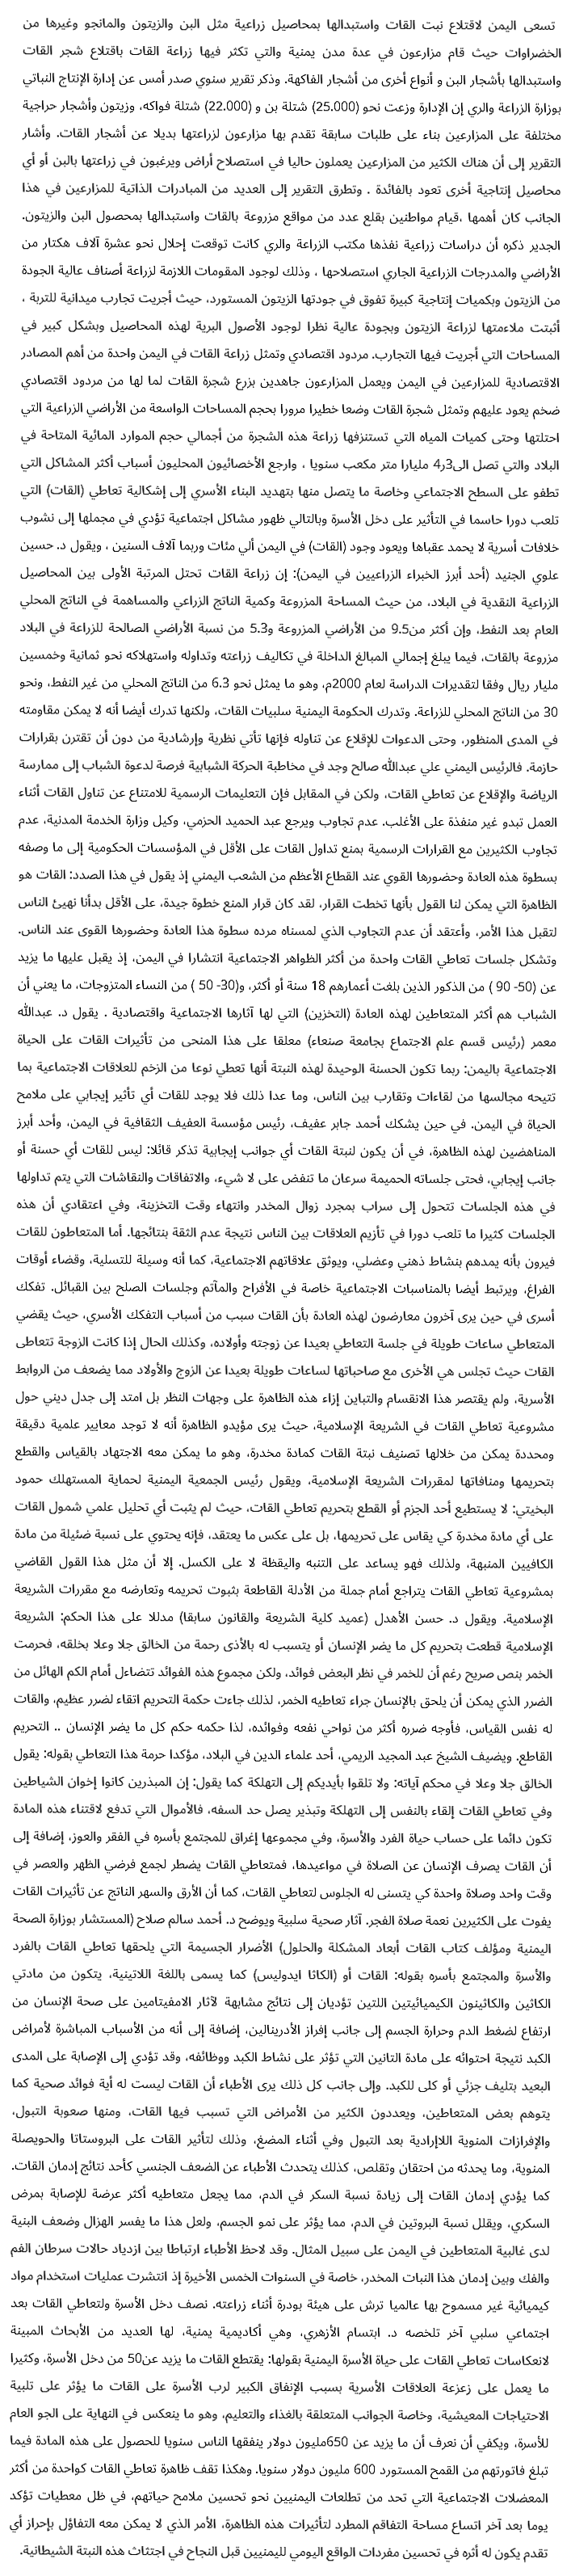 تسعى اليمن لاقتلاع نبت القات واستبدالها بمحاصيل زراعية مثل البن والزيتون والمانجو وغيرها من
الخضراوات حيث قام مزارعون في عدة مدن يمنية والتي تكثر فيها زراعة القات باقتلاع شجر القات
واستبدالها بأشجار البن و أنواع أخرى من أشجار الفاكهة. وذكر تقرير سنوي صدر أمس عن إدارة الإنتاج النباتي
بوزارة الزراعة والري إن الإدارة وزعت نحو (25.000) شتلة بن و (22.000) شتلة فواكه، وزيتون وأشجار حراجية
مختلفة على المزارعين بناء على طلبات سابقة تقدم بها مزارعون لزراعتها بديلا عن أشجار القات. وأشار
التقرير إلى أن هناك الكثير من المزارعين يعملون حاليا في استصلاح أراض ويرغبون في زراعتها بالبن أو أي
محاصيل إنتاجية أخرى تعود بالفائدة . وتطرق التقرير إلى العديد من المبادرات الذاتية للمزارعين في هذا
الجانب كان أهمها ،قيام مواطنين بقلع عدد من مواقع مزروعة بالقات واستبدالها بمحصول البن والزيتون.
الجدير ذكره أن دراسات زراعية نفذها مكتب الزراعة والري كانت توقعت إحلال نحو عشرة آلاف هكتار من
الأراضي والمدرجات الزراعية الجاري استصلاحها ، وذلك لوجود المقومات اللازمة لزراعة أصناف عالية الجودة
من الزيتون وبكميات إنتاجية كبيرة تفوق في جودتها الزيتون المستورد، حيث أجريت تجارب ميدانية للتربة ،
أثبتت ملاءمتها لزراعة الزيتون وبجودة عالية نظرا لوجود الأصول البرية لهذه المحاصيل وبشكل كبير في
المساحات التي أجريت فيها التجارب. مردود اقتصادي وتمثل زراعة القات في اليمن واحدة من أهم المصادر
الاقتصادية للمزارعين في اليمن ويعمل المزارعون جاهدين بزرع شجرة القات لما لها من مردود اقتصادي
ضخم يعود عليهم وتمثل شجرة القات وضعا خطيرا مرورا بحجم المساحات الواسعة من الأراضي الزراعية التي
احتلتها وحتى كميات المياه التي تستنزفها زراعة هذه الشجرة من أجمالي حجم الموارد المائية المتاحة في
البلاد والتي تصل الى3ر4 مليارا متر مكعب سنويا ، وارجع الأخصائيون المحليون أسباب أكثر المشاكل التي
تطفو على السطح الاجتماعي وخاصة ما يتصل منها بتهديد البناء الأسري إلى إشكالية تعاطي (القات) التي
تلعب دورا حاسما في التأثير على دخل الأسرة وبالتالي ظهور مشاكل اجتماعية تؤدي في مجملها إلى نشوب
خلافات أسرية لا يحمد عقباها ويعود وجود (القات) في اليمن ألي مئات وربما آلاف السنين ، ويقول د. حسين
علوي الجنيد (أحد أبرز الخبراء الزراعيين في اليمن): إن زراعة القات تحتل المرتبة الأولى بين المحاصيل
الزراعية النقدية في البلاد، من حيث المساحة المزروعة وكمية الناتج الزراعي والمساهمة في الناتج المحلي
العام بعد النفط، وإن أكثر من9.5 من الأراضي المزروعة و5.3 من نسبة الأراضي الصالحة للزراعة في البلاد
مزروعة بالقات، فيما يبلغ إجمالي المبالغ الداخلة في تكاليف زراعته وتداوله واستهلاكه نحو ثمانية وخمسين
مليار ريال وفقا لتقديرات الدراسة لعام 2000م، وهو ما يمثل نحو 6.3 من الناتج المحلي من غير النفط، ونحو
30 من الناتج المحلي للزراعة. وتدرك الحكومة اليمنية سلبيات القات، ولكنها تدرك أيضا أنه لا يمكن مقاومته
في المدى المنظور، وحتى الدعوات للإقلاع عن تناوله فإنها تأتي نظرية وإرشادية من دون أن تقترن بقرارات
حازمة. فالرئيس اليمني علي عبدالله صالح وجد في مخاطبة الحركة الشبابية فرصة لدعوة الشباب إلى ممارسة
الرياضة والإقلاع عن تعاطي القات، ولكن في المقابل فإن التعليمات الرسمية للامتناع عن تناول القات أثناء
العمل تبدو غير منفذة على الأغلب. عدم تجاوب ويرجع عبد الحميد الحزمي، وكيل وزارة الخدمة المدنية، عدم
تجاوب الكثيرين مع القرارات الرسمية بمنع تداول القات على الأقل في المؤسسات الحكومية إلى ما وصفه
بسطوة هذه العادة وحضورها القوي عند القطاع الأعظم من الشعب اليمني إذ يقول في هذا الصدد: القات هو
الظاهرة التي يمكن لنا القول بأنها تخطت القرار، لقد كان قرار المنع خطوة جيدة، على الأقل بدأنا نهيئ الناس
لتقبل هذا الأمر، وأعتقد أن عدم التجاوب الذي لمسناه مرده سطوة هذا العادة وحضورها القوى عند الناس.
وتشكل جلسات تعاطي القات واحدة من أكثر الظواهر الاجتماعية انتشارا في اليمن، إذ يقبل عليها ما يزيد
عن (50- 90 ) من الذكور الذين بلغت أعمارهم 18 سنة أو أكثر، و(30- 50 ) من النساء المتزوجات، ما يعني أن
الشباب هم أكثر المتعاطين لهذه العادة (التخزين) التي لها آثارها الاجتماعية واقتصادية . يقول د. عبدالله
معمر (رئيس قسم علم الاجتماع بجامعة صنعاء) معلقا على هذا المنحى من تأثيرات القات على الحياة
الاجتماعية باليمن: ربما تكون الحسنة الوحيدة لهذه النبتة أنها تعطي نوعا من الزخم للعلاقات الاجتماعية بما
تتيحه مجالسها من لقاءات وتقارب بين الناس، وما عدا ذلك فلا يوجد للقات أي تأثير إيجابي على ملامح
الحياة في اليمن. في حين يشكك أحمد جابر عفيف، رئيس مؤسسة العفيف الثقافية في اليمن، وأحد أبرز
المناهضين لهذه الظاهرة، في أن يكون لنبتة القات أي جوانب إيجابية تذكر قائلا: ليس للقات أي حسنة أو
جانب إيجابي، فحتى جلساته الحميمة سرعان ما تنفض على لا شيء، والاتفاقات والنقاشات التي يتم تداولها
في هذه الجلسات تتحول إلى سراب بمجرد زوال المخدر وانتهاء وقت التخزينة، وفي اعتقادي أن هذه
الجلسات كثيرا ما تلعب دورا في تأزيم العلاقات بين الناس نتيجة عدم الثقة بنتائجها. أما المتعاطون للقات
فيرون بأنه يمدهم بنشاط ذهني وعضلي، ويوثق علاقاتهم الاجتماعية، كما أنه وسيلة للتسلية، وقضاء أوقات
الفراغ، ويرتبط أيضا بالمناسبات الاجتماعية خاصة في الأفراح والمآتم وجلسات الصلح بين القبائل. تفكك
أسرى في حين يرى آخرون معارضون لهذه العادة بأن القات سبب من أسباب التفكك الأسري، حيث يقضي
المتعاطي ساعات طويلة في جلسة التعاطي بعيدا عن زوجته وأولاده، وكذلك الحال إذا كانت الزوجة تتعاطى
القات حيث تجلس هي الأخرى مع صاحباتها لساعات طويلة بعيدا عن الزوج والأولاد مما يضعف من الروابط
الأسرية، ولم يقتصر هذا الانقسام والتباين إزاء هذه الظاهرة على وجهات النظر بل امتد إلى جدل ديني حول
مشروعية تعاطي القات في الشريعة الإسلامية، حيث يرى مؤيدو الظاهرة أنه لا توجد معايير علمية دقيقة
ومحددة يمكن من خلالها تصنيف نبتة القات كمادة مخدرة، وهو ما يمكن معه الاجتهاد بالقياس والقطع
بتحريمها ومنافاتها لمقررات الشريعة الإسلامية، ويقول رئيس الجمعية اليمنية لحماية المستهلك حمود
البخيتي: لا يستطيع أحد الجزم أو القطع بتحريم تعاطي القات، حيث لم يثبت أي تحليل علمي شمول القات
على أي مادة مخدرة كي يقاس على تحريمها، بل على عكس ما يعتقد، فإنه يحتوي على نسبة ضئيلة من مادة
الكافيين المنبهة، ولذلك فهو يساعد على التنبه واليقظة لا على الكسل. إلا أن مثل هذا القول القاضي
بمشروعية تعاطي القات يتراجع أمام جملة من الأدلة القاطعة بثبوت تحريمه وتعارضه مع مقررات الشريعة
الإسلامية. ويقول د. حسن الأهدل (عميد كلية الشريعة والقانون سابقا) مدللا على هذا الحكم: الشريعة
الإسلامية قطعت بتحريم كل ما يضر الإنسان أو يتسبب له بالأذى رحمة من الخالق جلا وعلا بخلقه، فحرمت
الخمر بنص صريح رغم أن للخمر في نظر البعض فوائد، ولكن مجموع هذه الفوائد تتضاءل أمام الكم الهائل من
الضرر الذي يمكن أن يلحق بالإنسان جراء تعاطيه الخمر، لذلك جاءت حكمة التحريم اتقاء لضرر عظيم، والقات
له نفس القياس، فأوجه ضرره أكثر من نواحي نفعه وفوائده، لذا حكمه حكم كل ما يضر الإنسان .. التحريم
القاطع. ويضيف الشيخ عبد المجيد الريمي، أحد علماء الدين في البلاد، مؤكدا حرمة هذا التعاطي بقوله: يقول
الخالق جلا وعلا في محكم آياته: ولا تلقوا بأيديكم إلى التهلكة كما يقول: إن المبذرين كانوا إخوان الشياطين
وفي تعاطي القات إلقاء بالنفس إلى التهلكة وتبذير يصل حد السفه، فالأموال التي تدفع لاقتناء هذه المادة
تكون دائما على حساب حياة الفرد والأسرة، وفي مجموعها إغراق للمجتمع بأسره في الفقر والعوز، إضافة إلى
أن القات يصرف الإنسان عن الصلاة في مواعيدها، فمتعاطي القات يضطر لجمع فرضي الظهر والعصر في
وقت واحد وصلاة واحدة كي يتسنى له الجلوس لتعاطي القات، كما أن الأرق والسهر الناتج عن تأثيرات القات
يفوت على الكثيرين نعمة صلاة الفجر. آثار صحية سلبية ويوضح د. أحمد سالم صلاح (المستشار بوزارة الصحة
اليمنية ومؤلف كتاب القات أبعاد المشكلة والحلول) الأضرار الجسيمة التي يلحقها تعاطي القات بالفرد
والأسرة والمجتمع بأسره بقوله: القات أو (الكاثا ايدوليس) كما يسمى باللغة اللاتينية، يتكون من مادتي
الكاثين والكاثينون الكيميائيتين اللتين تؤديان إلى نتائج مشابهة لآثار الامفيتامين على صحة الإنسان من
ارتفاع لضغط الدم وحرارة الجسم إلى جانب إفراز الأدرينالين، إضافة إلى أنه من الأسباب المباشرة لأمراض
الكبد نتيجة احتوائه على مادة التانين التي تؤثر على نشاط الكبد ووظائفه، وقد تؤدي إلى الإصابة على المدى
البعيد بتليف جزئي أو كلى للكبد. وإلى جانب كل ذلك يرى الأطباء أن القات ليست له أية فوائد صحية كما
يتوهم بعض المتعاطين، ويعددون الكثير من الأمراض التي تسبب فيها القات، ومنها صعوبة التبول،
والإفرازات المنوية اللاإرادية بعد التبول وفي أثناء المضغ، وذلك لتأثير القات على البروستاتا والحويصلة
المنوية، وما يحدثه من احتقان وتقلص، كذلك يتحدث الأطباء عن الضعف الجنسي كأحد نتائج إدمان القات.
كما يؤدي إدمان القات إلى زيادة نسبة السكر في الدم، مما يجعل متعاطيه أكثر عرضة للإصابة بمرض
السكري، ويقلل نسبة البروتين في الدم، مما يؤثر على نمو الجسم، ولعل هذا ما يفسر الهزال وضعف البنية
لدى غالبية المتعاطين في اليمن على سبيل المثال. وقد لاحظ الأطباء ارتباطا بين ازدياد حالات سرطان الفم
والفك وبين إدمان هذا النبات المخدر، خاصة في السنوات الخمس الأخيرة إذ انتشرت عمليات استخدام مواد
كيميائية غير مسموح بها عالميا ترش على هيئة بودرة أثناء زراعته. نصف دخل الأسرة ولتعاطي القات بعد
اجتماعي سلبي آخر تلخصه د. ابتسام الأزهري، وهي أكاديمية يمنية، لها العديد من الأبحاث المبينة
لانعكاسات تعاطي القات على حياة الأسرة اليمنية بقولها: يقتطع القات ما يزيد عن50 من دخل الأسرة، وكثيرا
ما يعمل على زعزعة العلاقات الأسرية بسبب الإنفاق الكبير لرب الأسرة على القات ما يؤثر على تلبية
الاحتياجات المعيشية، وخاصة الجوانب المتعلقة بالغذاء والتعليم، وهو ما ينعكس في النهاية على الجو العام
للأسرة، ويكفي أن نعرف أن ما يزيد عن 650مليون دولار ينفقها الناس سنويا للحصول على هذه المادة فيما
تبلغ فاتورتهم من القمح المستورد 600 مليون دولار سنويا. وهكذا تقف ظاهرة تعاطي القات كواحدة من أكثر
المعضلات الاجتماعية التي تحد من تطلعات اليمنيين نحو تحسين ملامح حياتهم، في ظل معطيات تؤكد
يوما بعد آخر اتساع مساحة التفاقم المطرد لتأثيرات هذه الظاهرة، الأمر الذي لا يمكن معه التفاؤل بإحراز أي
تقدم يكون له أثره في تحسين مفردات الواقع اليومي لليمنيين قبل النجاح في اجتثاث هذه النبتة الشيطانية.